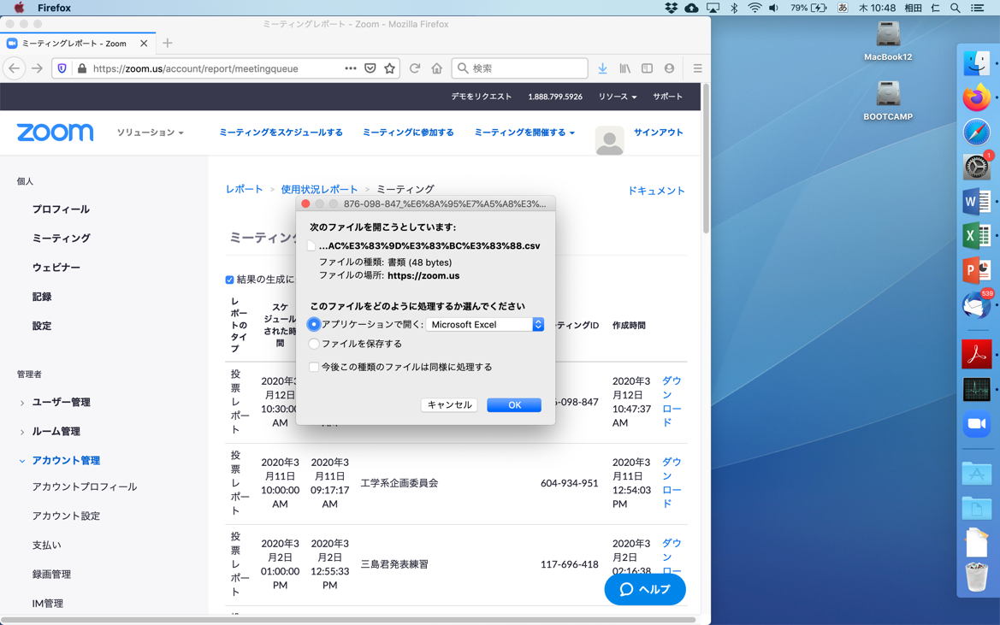 Firefox
79%
あ
木 10:48
相田
仁
ミーティングレポート - Zoom - Mozilla Firefox
ミーティングレポート - Zoom
https://zoom.us/account/report/meetingqueue
検索
デモをリクエスト
1.888.799.5926
リソース
サポート
zoom
ソリューション
ミーティングをスケジュールする
ミーティングに参加する
ミーティングを開催する
サインアウト
個人
プロフィール
ミーティング
ウェビナー
記録
設定
管理者
ユーザー管理
ルーム管理
アカウント管理
アカウントプロフィール
アカウント設定
支払い
録画管理
IM管理
レポート > 使用状況レポート > ミーティング
ドキュメント
ミーティング
結果の生成に
レ
ポー
トの
タイ
プ
スケ
ジュール
された時
間
ーティングID
作成時間
投
票
レ
ポー
ト
2020年3
月12日
10:30:00
AM
AM
6-098-847
2020年3
月12日
10:47:37
AM
ダウ
ン
ロー
ド
投
票
レ
ポー
ト
2020年3
月11日
10:00:00
AM
2020年3
月11日
09:17:17
AM
工学系企画委員会
604-934-951
2020年3
月11日
12:54:03
PM
ダウ
ン
ロー
ド
投
票
レ
ポー
ト
2020年3
月2日
01:00:00
PM
2020年3
月2日
12:55:33
PM
三島君発表練習
117-696-418
2020年3
月2日
02:16:38
ダウ
ン
ロー
ヘルプ
876-098-847_%E6%8A%95%E7%A5%A8%E3%...
次のファイルを開こうとしています:
...AC%E3%83%9D%E3%83%BC%E3%83%88.csv
ファイルの種類: 書類 (48 bytes)
ファイルの場所: https://zoom.us
このファイルをどのように処理するか選んでください
アプリケーションで開く:
Microsoft Excel
ファイルを保存する
今後この種類のファイルは同様に処理する
キャンセル
OK
MacBook12
BOOTCAMP
1
W
X
P
539